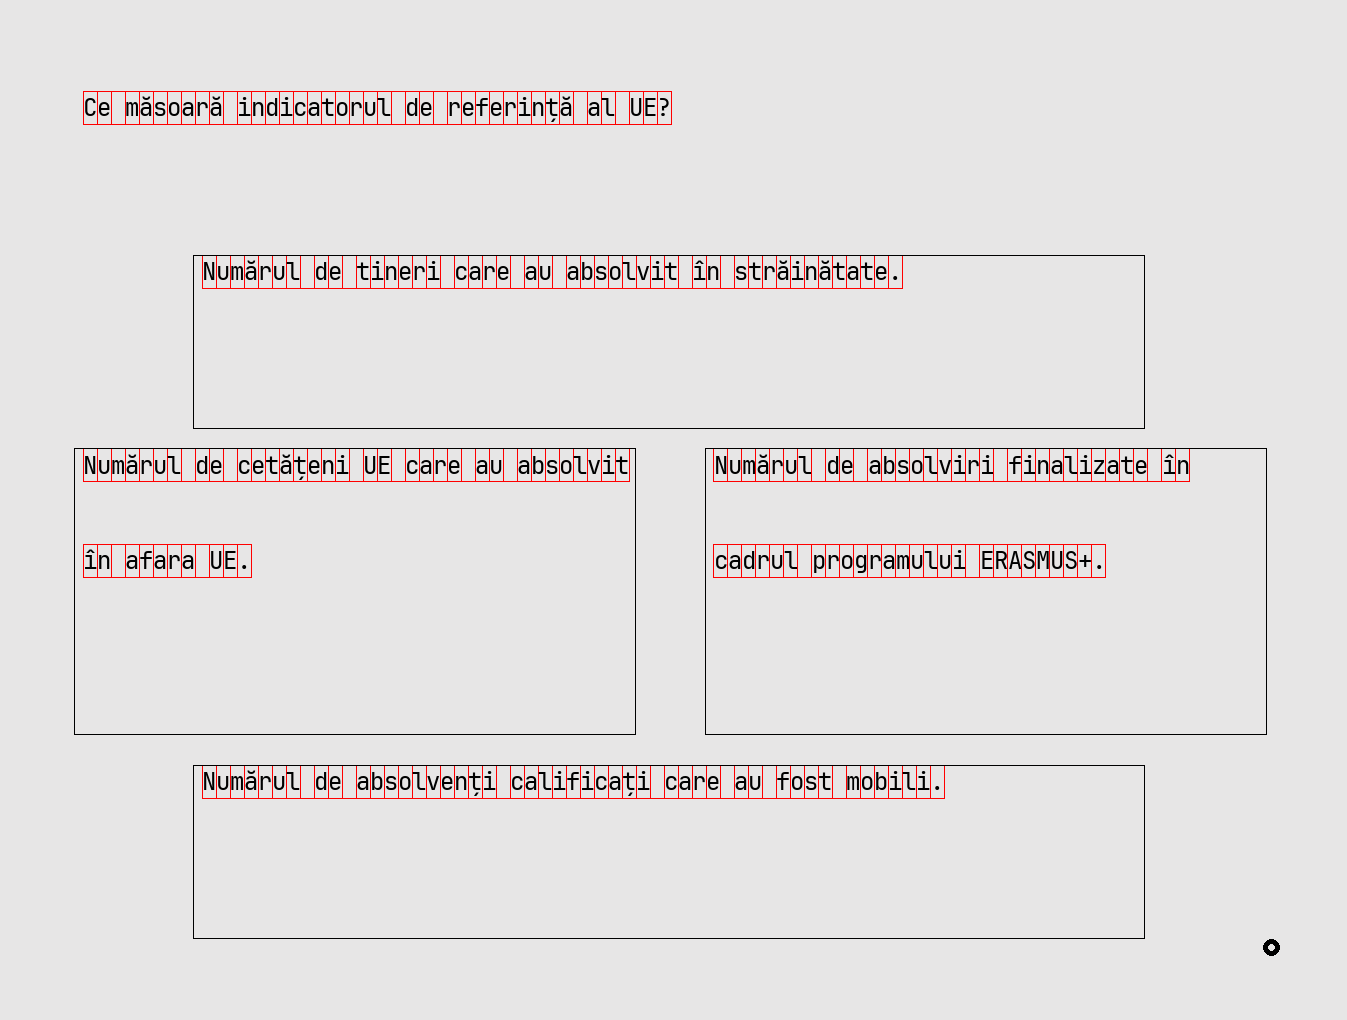 Ce măsoară indicatorul de referință al UE?
Numărul de tineri care au absolvit în străinătate.
Numărul de cetățeni UE care au absolvit
în afara UE.
Numărul de absolviri finalizate în
cadrul programului ERASMUS+.
Numărul de absolvenți calificați care au fost mobili.